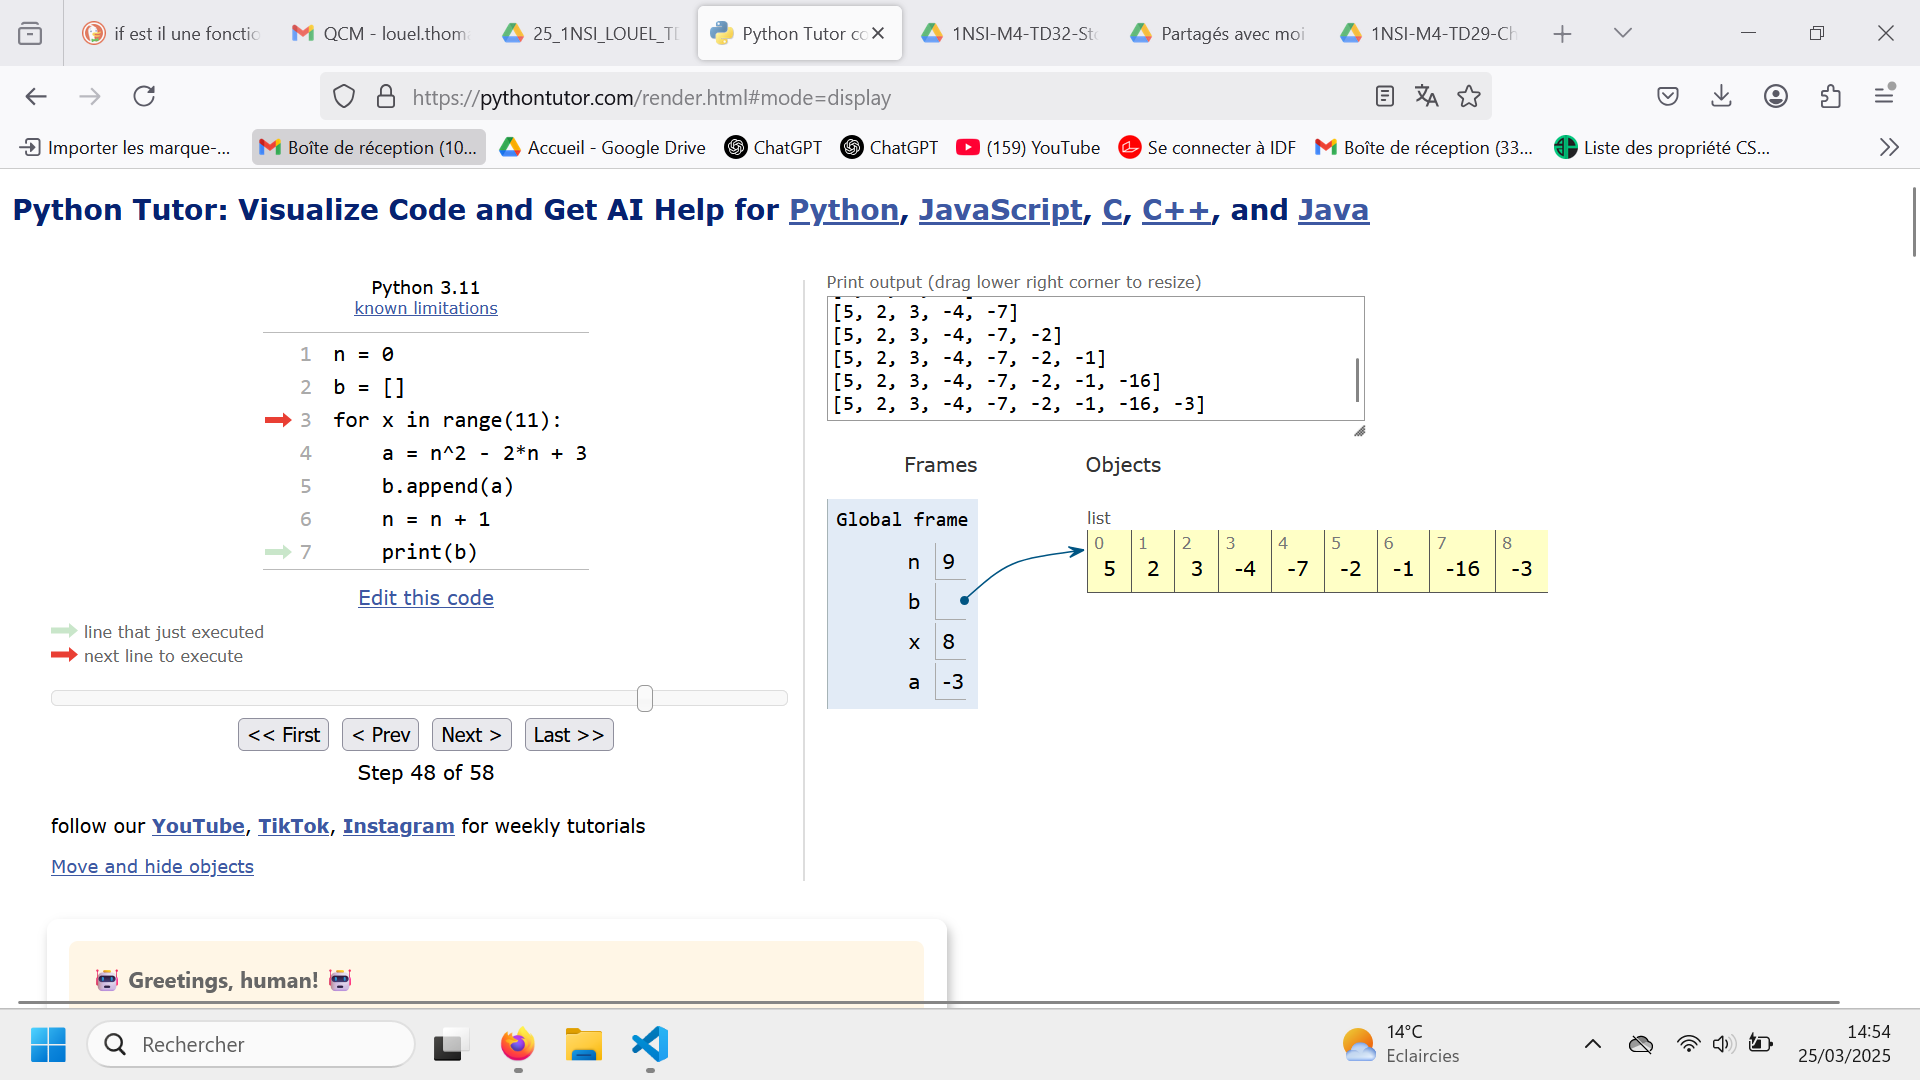 if est il une fonctio
QCM - louel.thom
25_1NSI_LOUEL_TD
Python Tutor co
1NSI-M4-TD32-Sto
Partagés avec moi
1NSI-M4-TD29-Ch
https://pythontutor.com/render.html#mode=display
Importer les marque-...
Boîte de réception (10...
Accueil - Google Drive
ChatGPT
ChatGPT
(159) YouTube
Se connecter à IDF
Boîte de réception (33...
Liste des propriété CS...
Python Tutor: Visualize Code and Get AI Help for Python, JavaScript, C, C++, and Java
Python 3.11
known limitations
1 n = 0
2 b = []
3 for x in range(11):
4 a = n^2 - 2*n + 3
5 b.append(a)
6 n = n + 1
7 print(b)
Edit this code
line that just executed
next line to execute
<< First
< Prev
Next >
Last >>
Step 48 of 58
follow our YouTube, TikTok, Instagram for weekly tutorials
Move and hide objects
Greetings, human!
Print output (drag lower right corner to resize)
[5, 2, 3, -4, -7]
[5, 2, 3, -4, -7, -2]
[5, 2, 3, -4, -7, -2, -1]
[5, 2, 3, -4, -7, -2, -1, -16]
[5, 2, 3, -4, -7, -2, -1, -16, -3]
Frames
Objects
Global frame
n 9
b
x 8
a -3
list
0 1 2 3 4 5 6 7 8
5 2 3 -4 -7 -2 -1 -16 -3
Rechercher
14°C
Eclaircies
14:54
25/03/2025